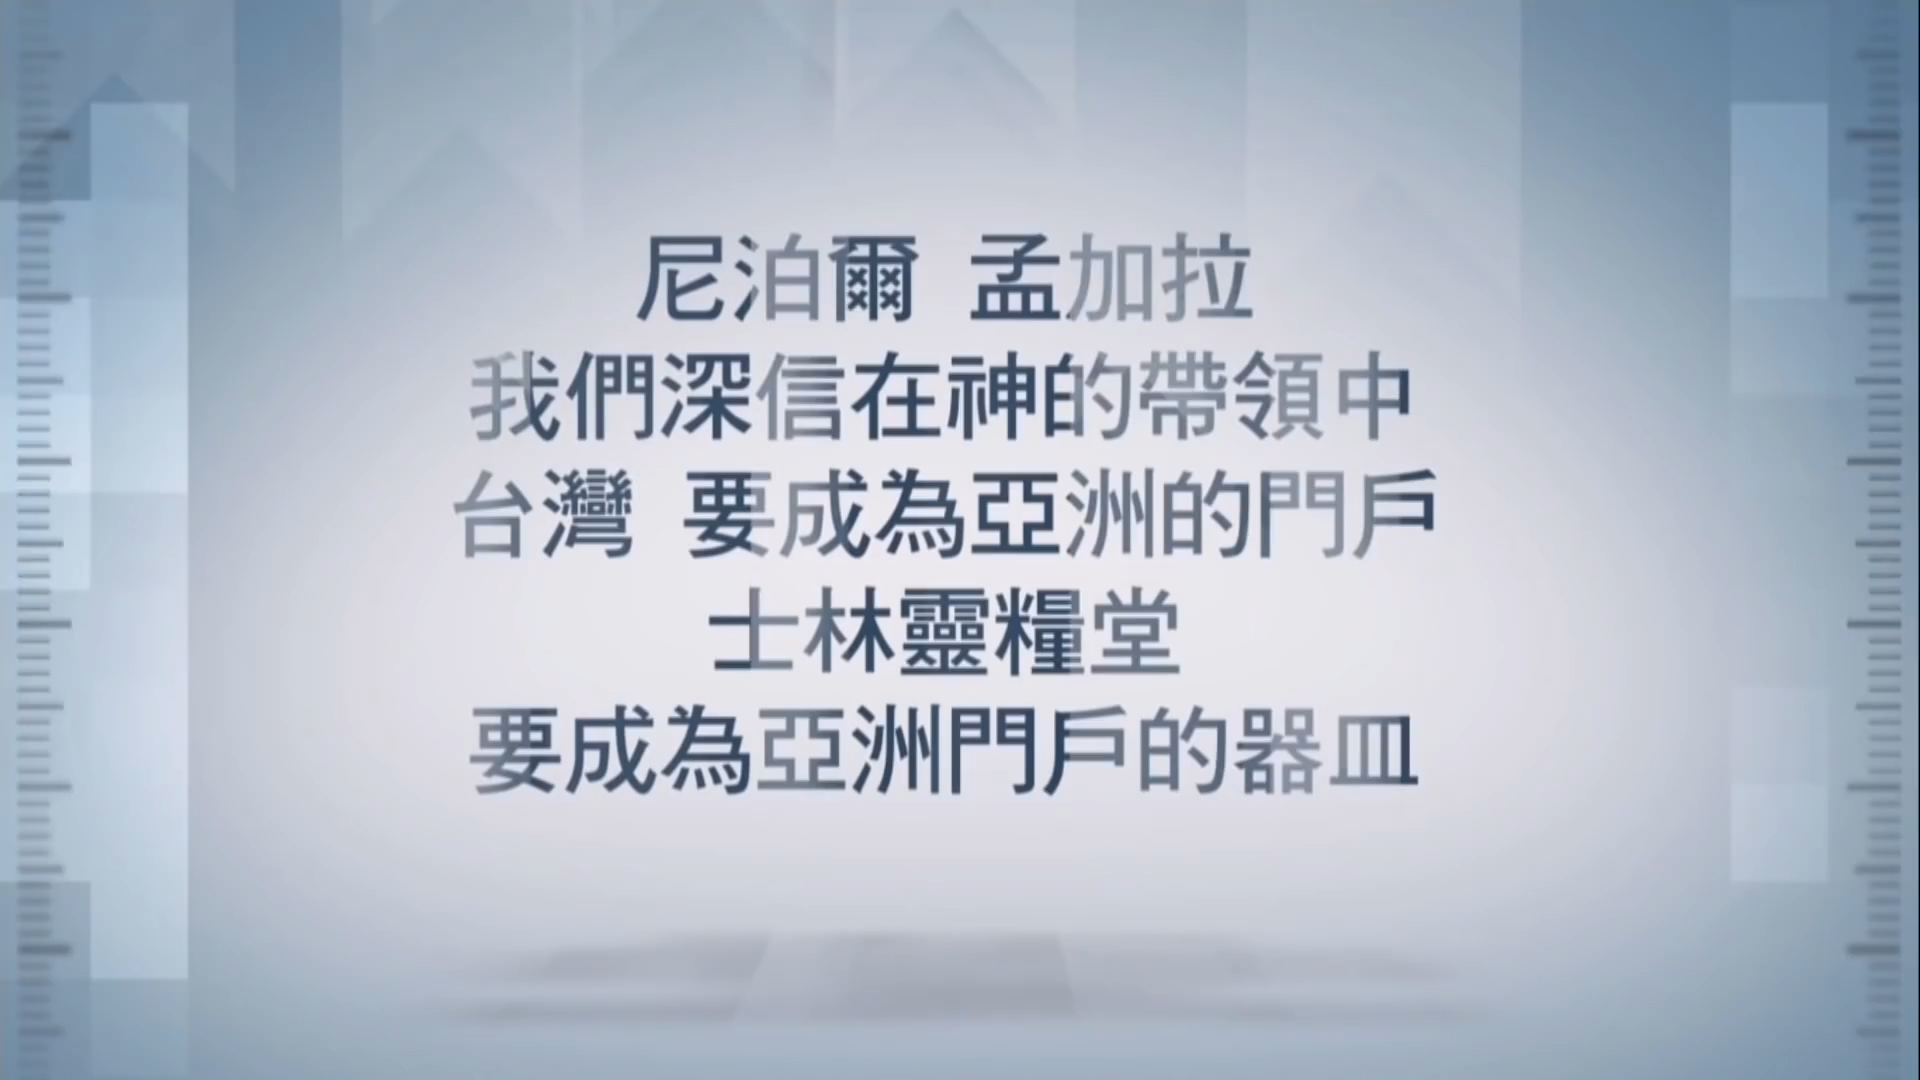 尼泊爾 孟加拉
我們深信在神的帶領中
台灣 要成為亞洲的門戶
士林靈糧堂
要成為亞洲門戶的器皿